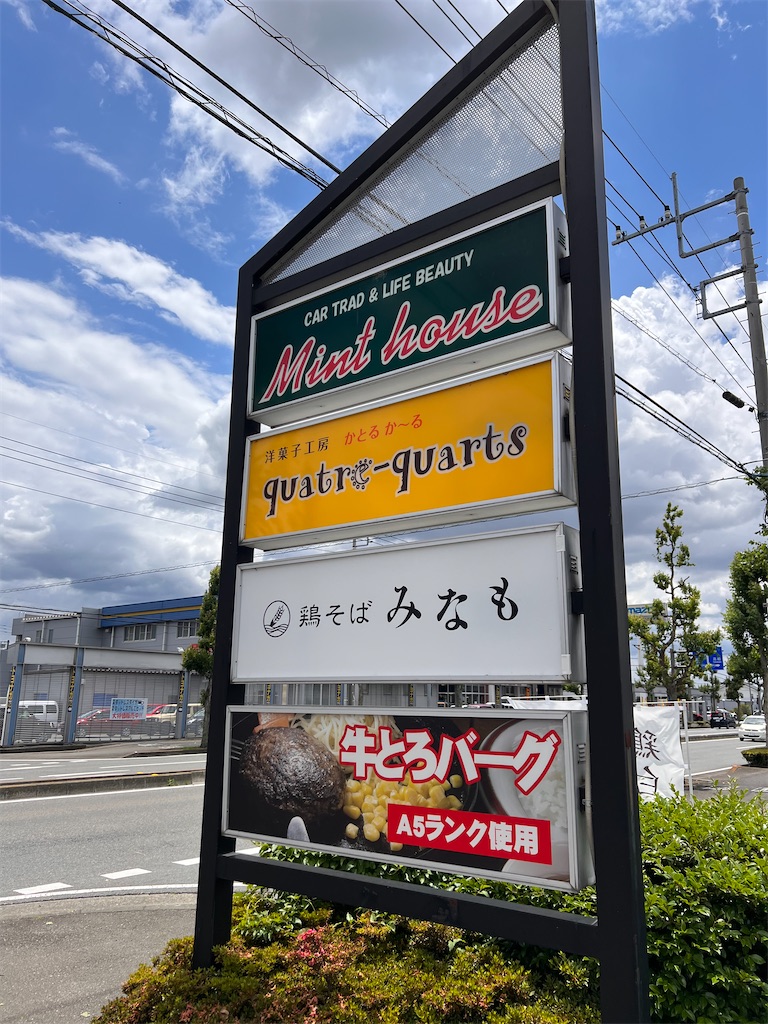 CAR TRAD & LIFE BEAUTY
Mint house
洋菓子工房 かとるか〜る
quatre-quarts
鶏そば みなも
牛とろバーグ
A5ランク使用